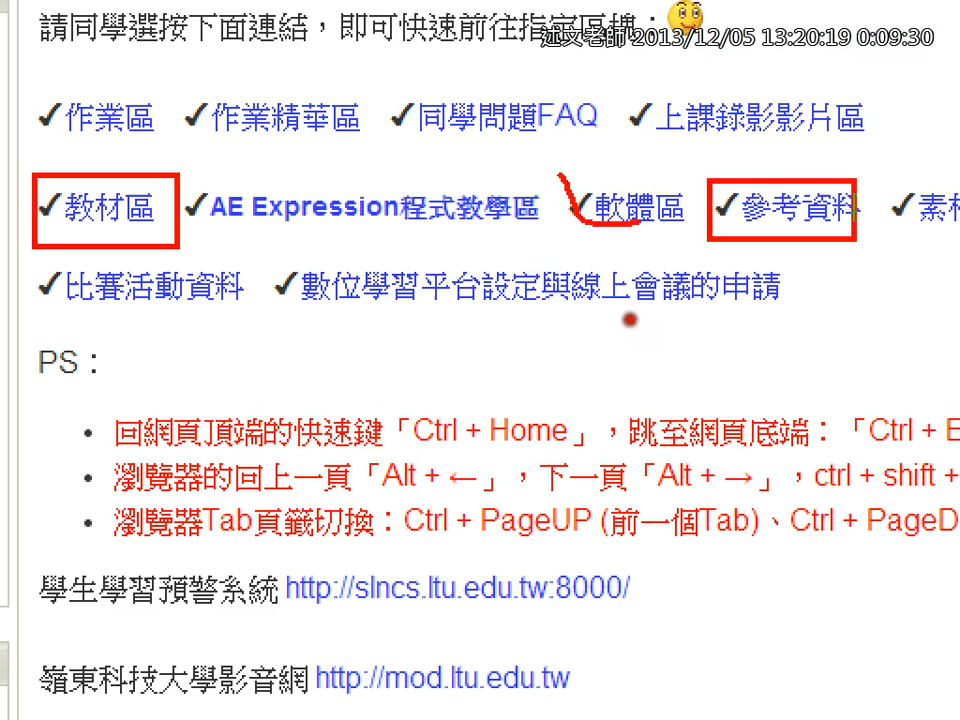 請同學選按下面連結，即可快速前往指定區塊：
述文老師 2013/12/05 13:20:19 0:09:30
✓作業區 ✓作業精華區 ✓同學問題FAQ ✓上課錄影影片區
✓教材區 ✓AE Expression程式教學區 ✓軟體區 ✓參考資料 ✓素材
✓比賽活動資料 ✓數位學習平台設定與線上會議的申請
PS：
• 回網頁頂端的快速鍵「Ctrl + Home」，跳至網頁底端：「Ctrl + E
• 瀏覽器的回上一頁「Alt + ←」，下一頁「Alt + →」，ctrl + shift +
• 瀏覽器Tab頁籤切換：Ctrl + PageUP (前一個Tab)、Ctrl + PageD
學生學習預警系統 http://slncs.ltu.edu.tw:8000/
嶺東科技大學影音網 http://mod.ltu.edu.tw